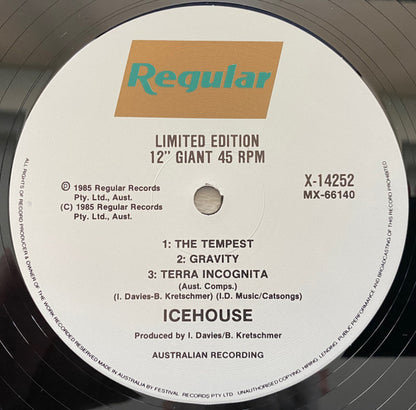 Regular
LIMITED EDITION
12" GIANT 45 RPM
Ⓟ 1985 Regular Records
Pty. Ltd., Aust.
(C) 1985 Regular Records
Pty. Ltd., Aust.
X-14252
MX-66140
1: THE TEMPEST
2: GRAVITY
3: TERRA INCOGNITA
(Aust. Comps.)
(I. Davies-B. Kretschmer) (I.D. Music/Catsongs)
ICEHOUSE
Produced by I. Davies/B. Kretschmer
AUSTRALIAN RECORDING
ALL RIGHTS OF RECORD PRODUCER & OWNER OF THE WORK RECORDED RESERVED MADE IN AUSTRALIA BY FESTIVAL RECORDS PTY LTD. UNAUTHORISED COPYING, HIRING, LENDING, PUBLIC PERFORMANCE AND BROADCASTING OF THIS RECORD PROHIBITED